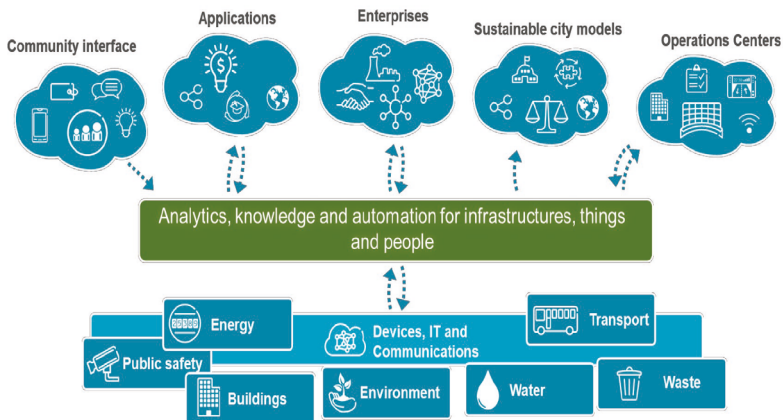 Community interface
Applications
Enterprises
Sustainable city models
Operations Centers
$
Analytics, knowledge and automation for infrastructures, things
and people
Energy
Devices, IT and
Communications
Transport
Public safety
Buildings
Environment
Water
Waste